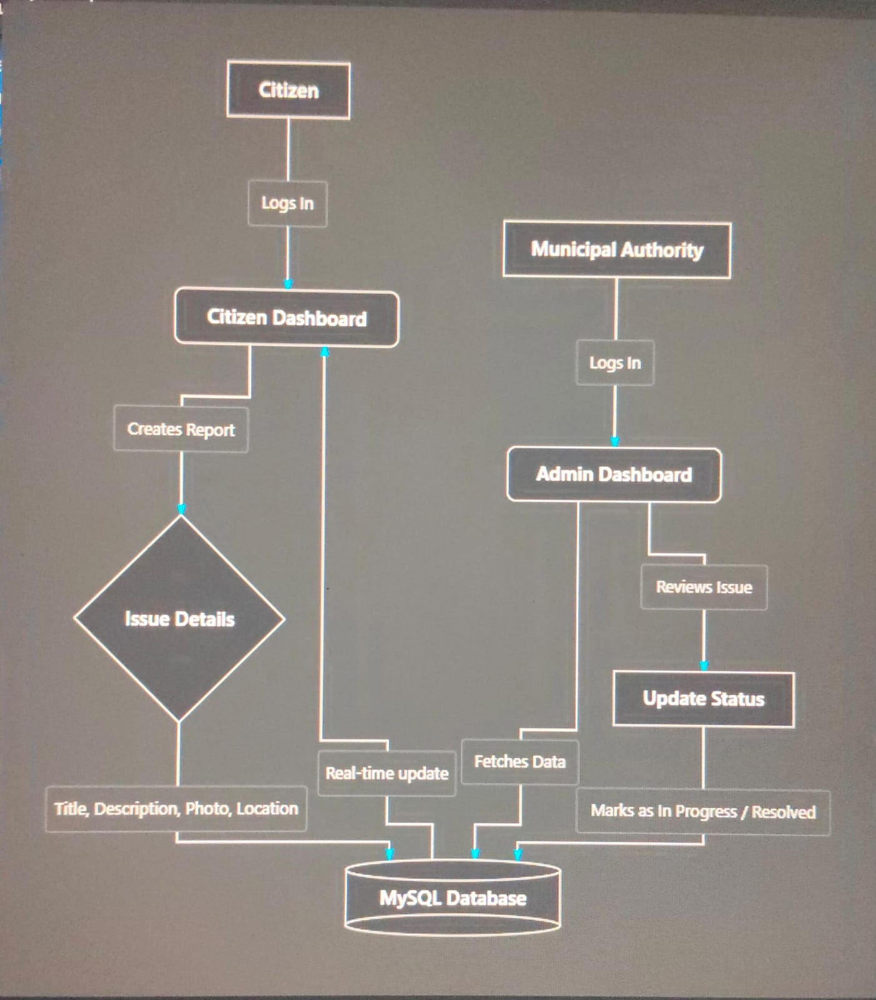 Citizen
Logs In
Municipal Authority
Citizen Dashboard
Logs In
Creates Report
Admin Dashboard
Reviews Issue
Issue Details
Update Status
Real-time update
Fetches Data
Title, Description, Photo, Location
Marks as In Progress / Resolved
MySQL Database